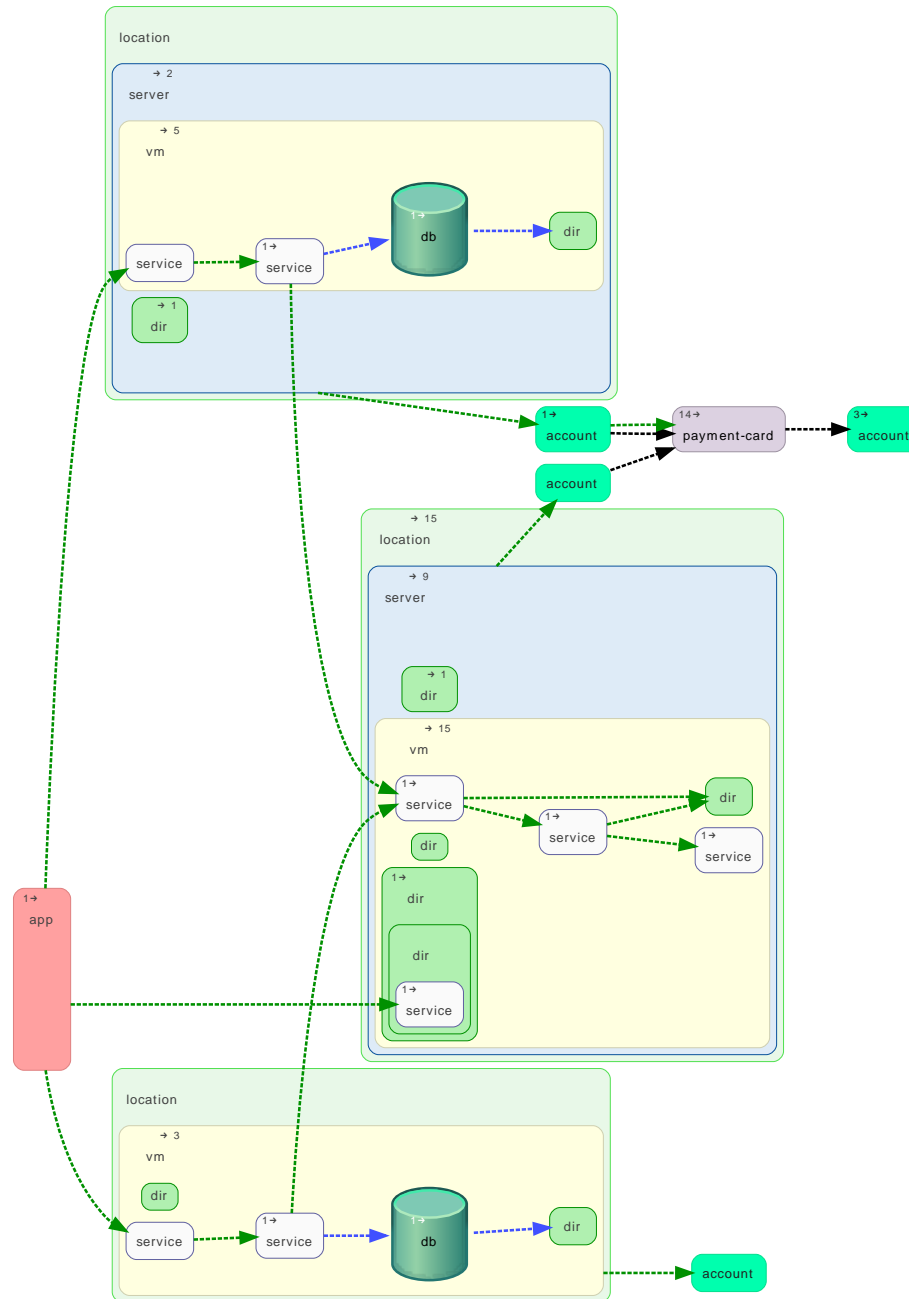 location
→ 2
server
→ 5
vm
1→
db
dir
service
1→
service
→ 1
dir
1→
account
14→
payment-card
3→
account
account
→ 15
location
→ 9
server
→ 1
dir
→ 15
vm
1→
service
dir
1→
service
1→
service
dir
1→
dir
dir
1→
service
1→
app
location
→ 3
vm
dir
service
1→
service
1→
db
dir
account